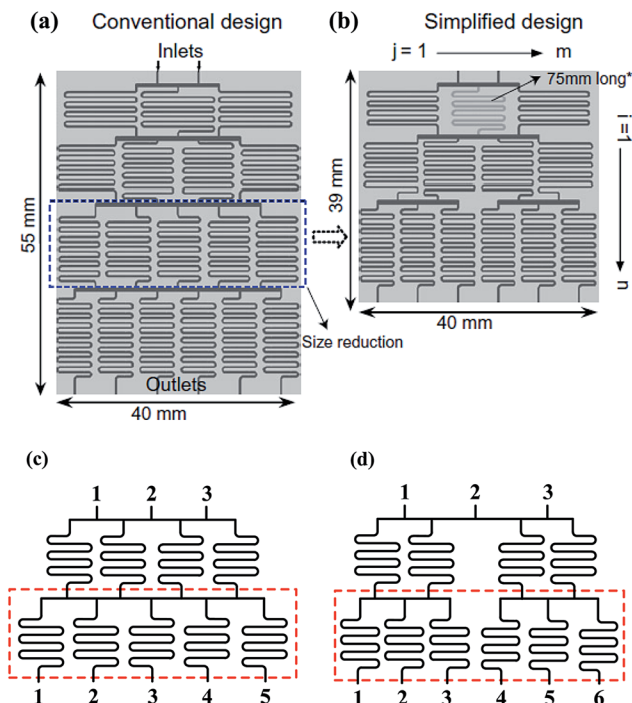 (a) Conventional design
Inlets
55 mm
Outlets
40 mm
Size reduction
(b) Simplified design
j = 1 m
75mm long*
i=1
n
39 mm
40 mm
(c)
1 2 3
1 2 3 4 5
(d)
1 2 3
1 2 3 4 5 6